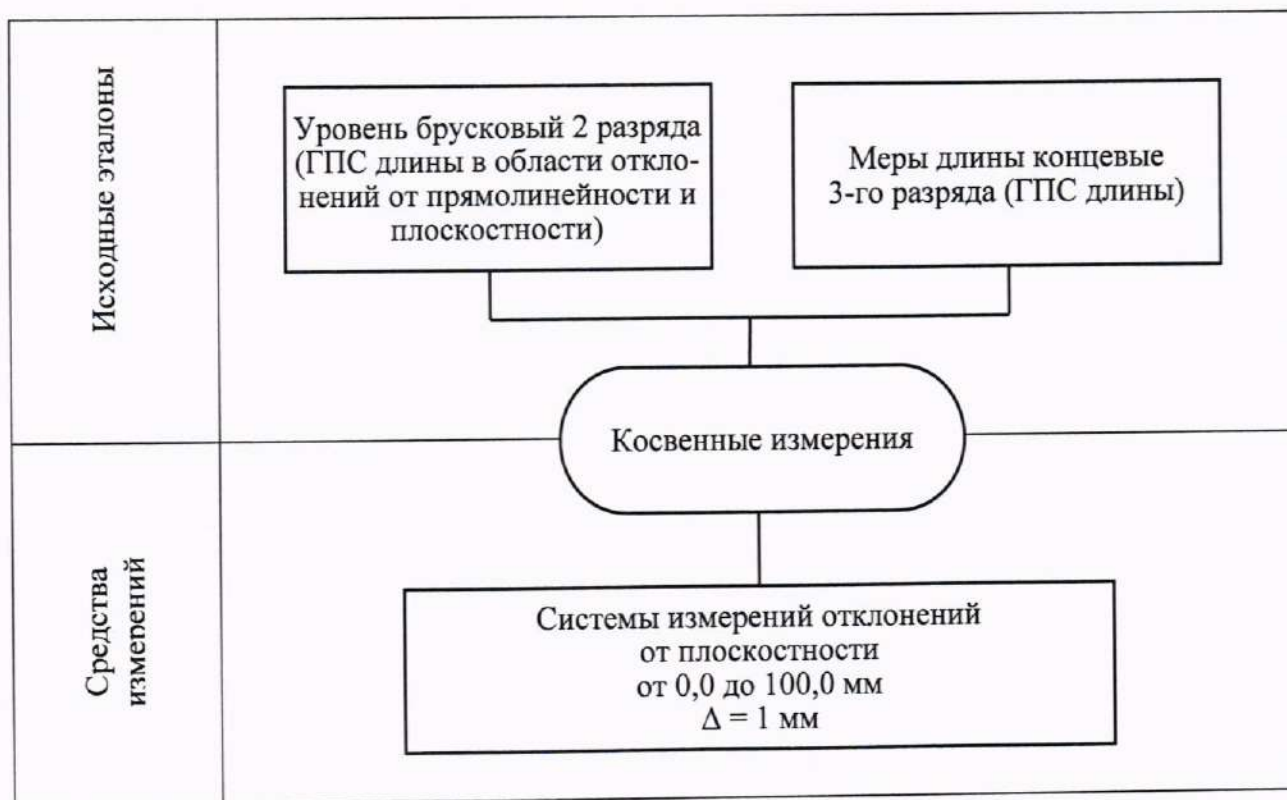 Исходные эталоны
Уровень брусковый 2 разряда
(ГПС длины в области откло-
нений от прямолинейности и
плоскостности)
Меры длины концевые
3-го разряда (ГПС длины)
Косвенные измерения
Средства
измерений
Системы измерений отклонений
от плоскостности
от 0,0 до 100,0 мм
Δ = 1 мм